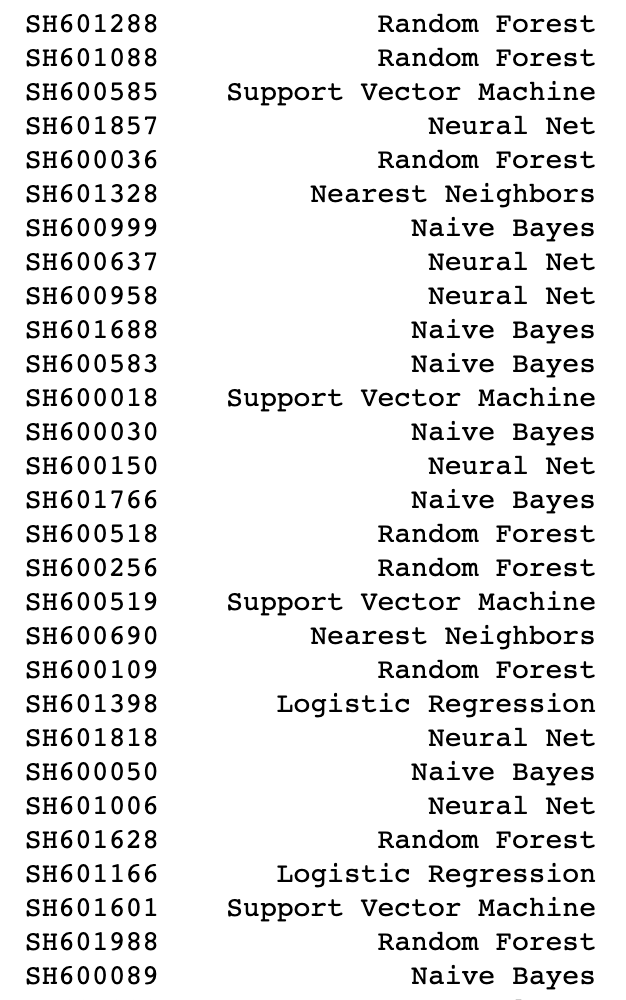 SH601288 Random Forest
SH601088 Random Forest
SH600585 Support Vector Machine
SH601857 Neural Net
SH600036 Random Forest
SH601328 Nearest Neighbors
SH600999 Naive Bayes
SH600637 Neural Net
SH600958 Neural Net
SH601688 Naive Bayes
SH600583 Naive Bayes
SH600018 Support Vector Machine
SH600030 Naive Bayes
SH600150 Neural Net
SH601766 Naive Bayes
SH600518 Random Forest
SH600256 Random Forest
SH600519 Support Vector Machine
SH600690 Nearest Neighbors
SH600109 Random Forest
SH601398 Logistic Regression
SH601818 Neural Net
SH600050 Naive Bayes
SH601006 Neural Net
SH601628 Random Forest
SH601166 Logistic Regression
SH601601 Support Vector Machine
SH601988 Random Forest
SH600089 Naive Bayes